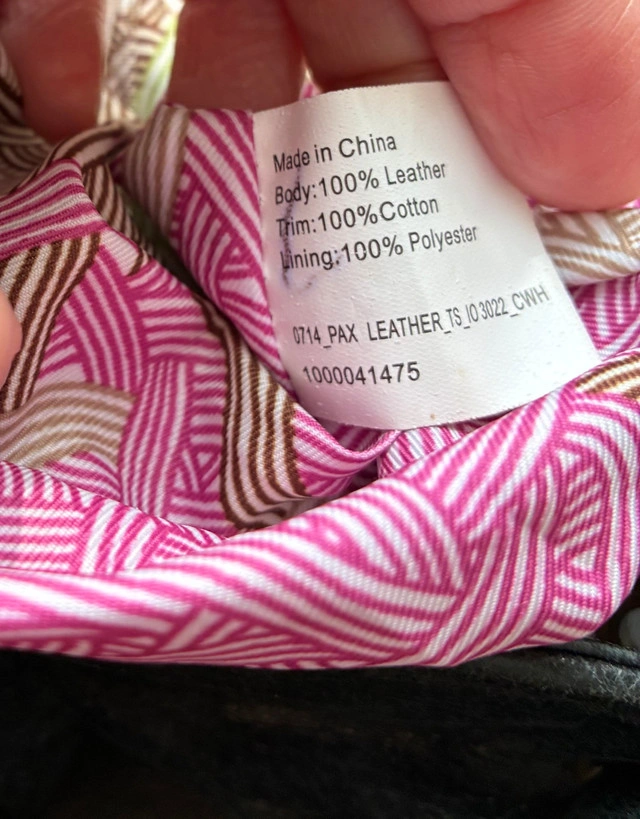 Made in China
Body:100% Leather
Trim:100%Cotton
Lining:100% Polyester
0714_PAX LEATHER_TS_IO3022_CWH
1000041475